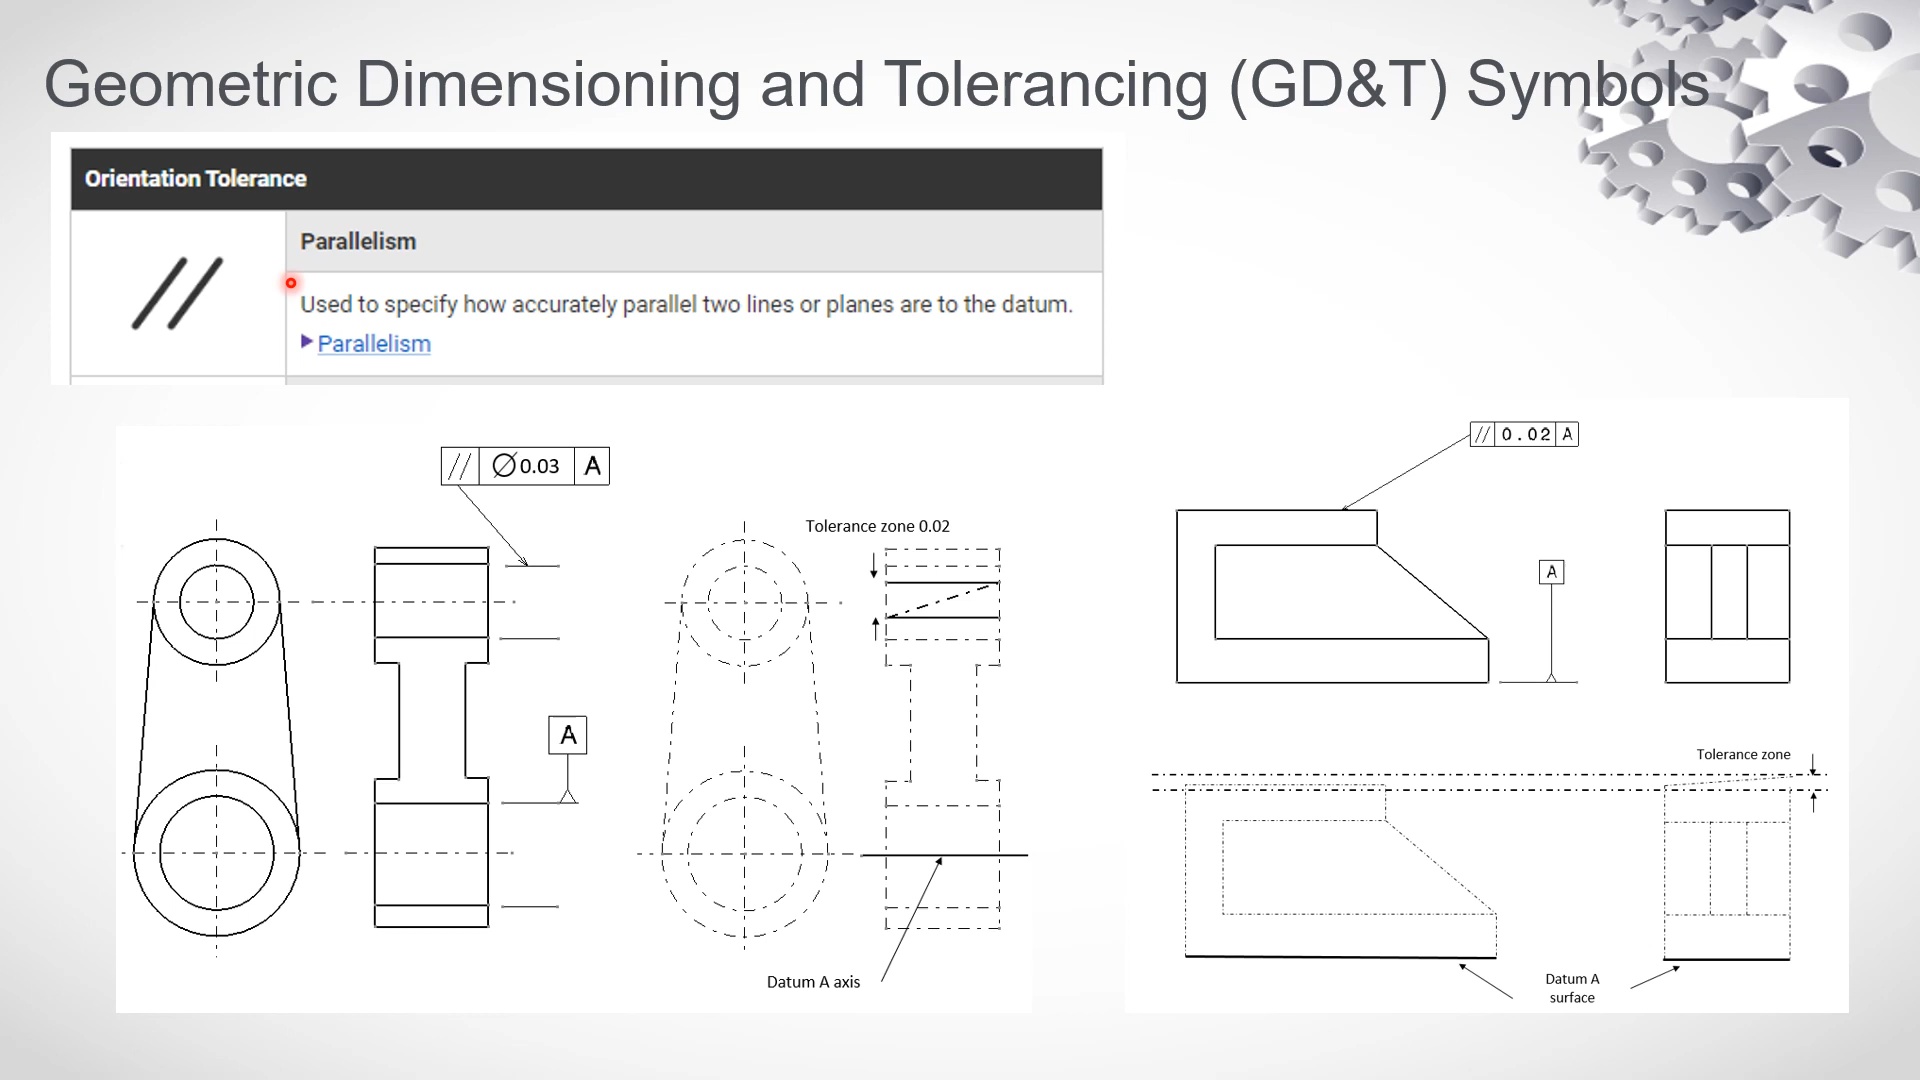 Geometric Dimensioning and Tolerancing (GD&T) Symbols
Orientation Tolerance
Parallelism
Used to specify how accurately parallel two lines or planes are to the datum.
Parallelism
// ∅0.03 A
A
Tolerance zone 0.02
Datum A axis
// 0.02 A
A
Tolerance zone
Datum A
surface